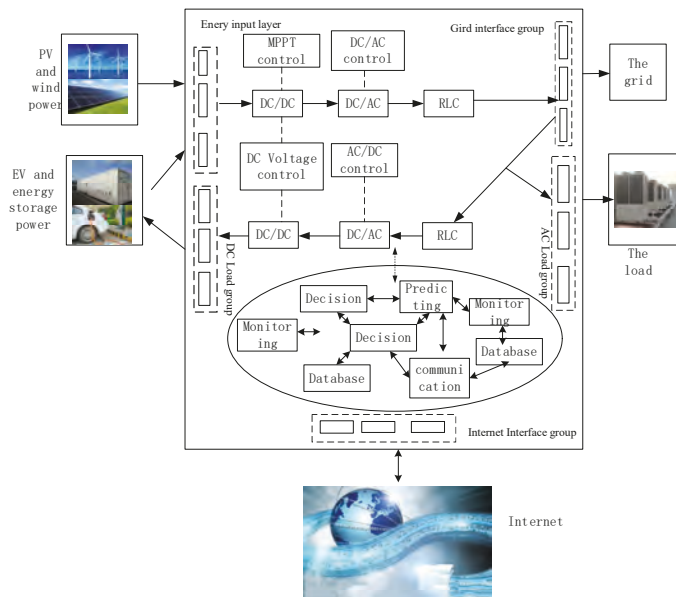 Enery input layer
Gird interface group
MPPT
control
DC/AC
control
PV
and
wind
power
The
grid
DC/DC
DC/AC
RLC
DC Voltage
control
AC/DC
control
EV and
energy
storage
power
DC/DC
DC/AC
RLC
DC Load group
AC Load group
The
load
Decision
Predic
ting
Monitor
ing
Monitor
ing
Decision
Database
Database
communi
cation
Internet Interface group
Internet